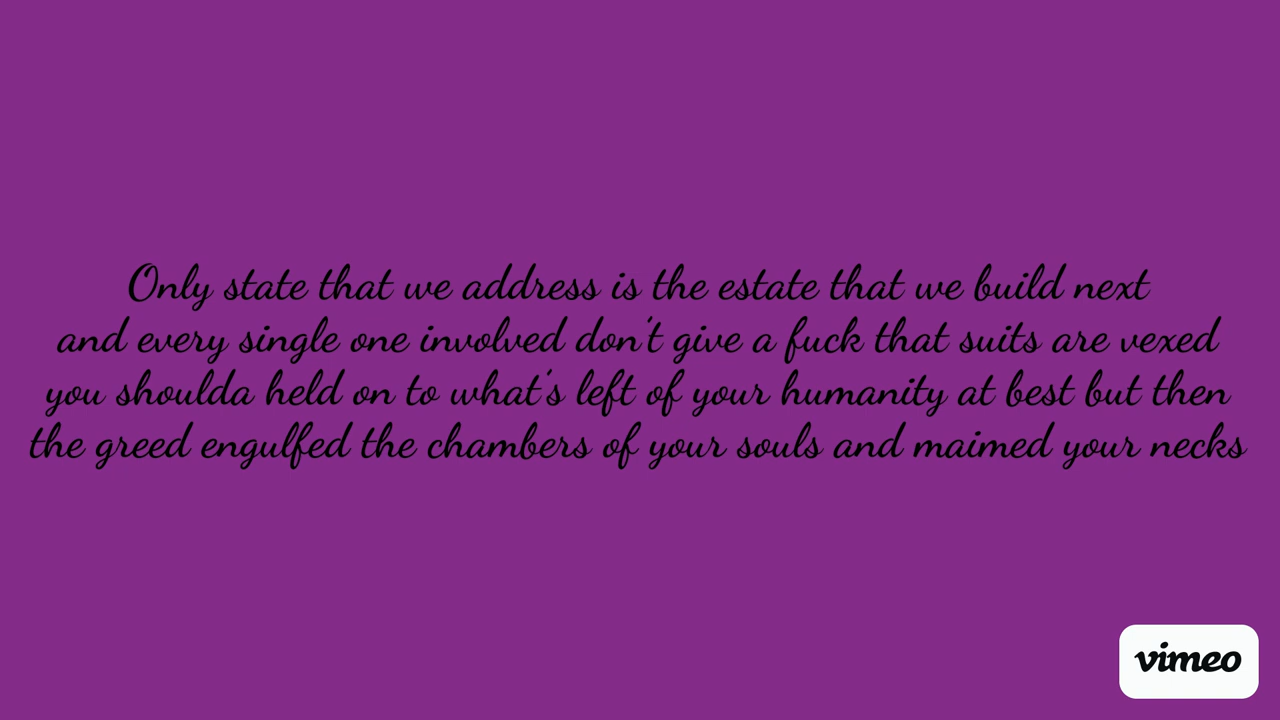 Only state that we address is the estate that we build next
and every single one involved don't give a fuck that suits are vexed
you shoulda held on to what's left of your humanity at best but then
the greed engulfed the chambers of your souls and maimed your necks
vimeo